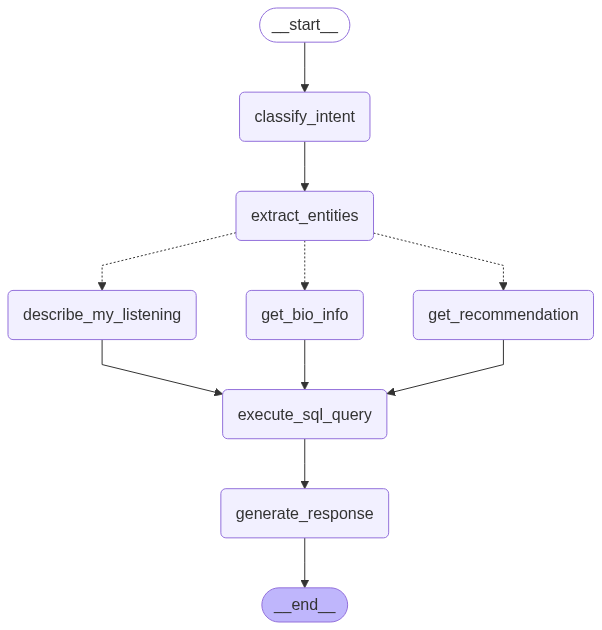 __start__
classify_intent
extract_entities
describe_my_listening
get_bio_info
get_recommendation
execute_sql_query
generate_response
__end__